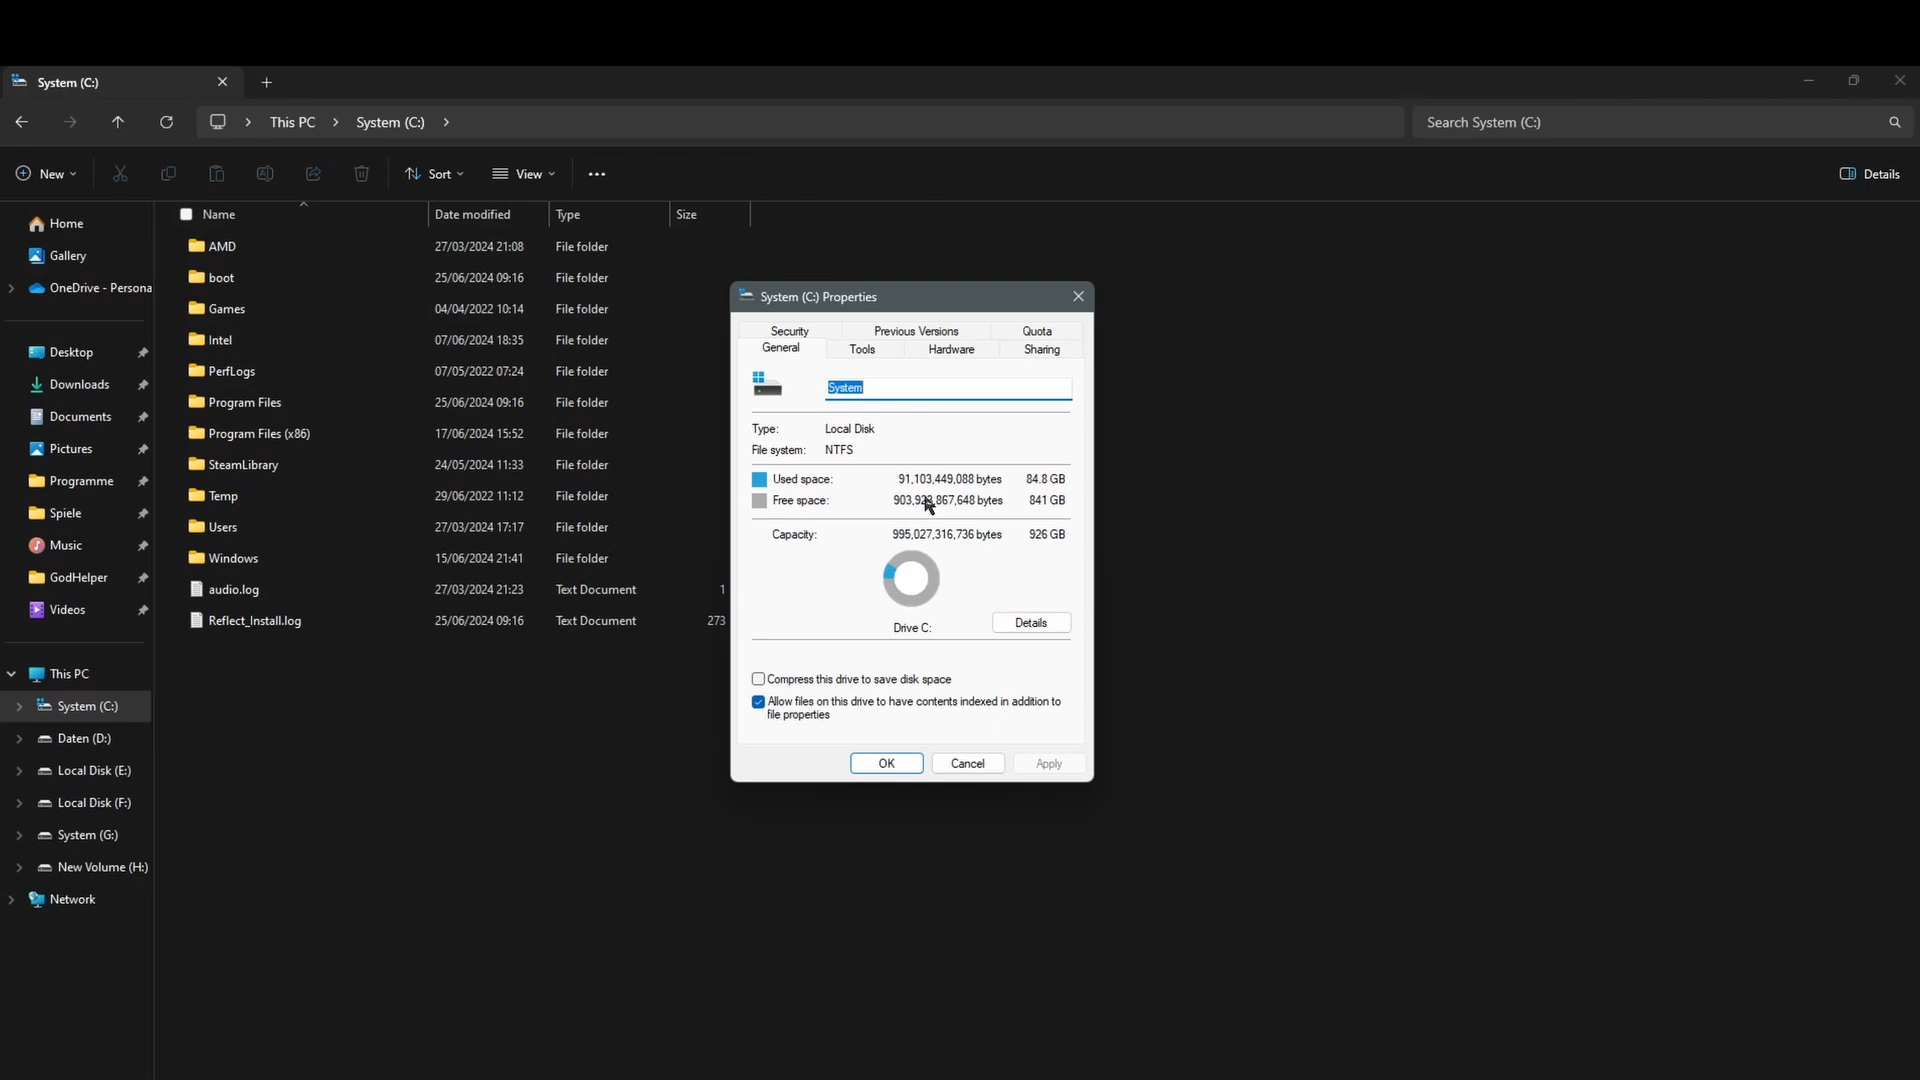 System (C:)
This PC
System (C:)
Search System (C:)
New
Sort
View
Details
Home
Gallery
OneDrive - Persona
Desktop
Downloads
Documents
Pictures
Programme
Spiele
Music
GodHelper
Videos
This PC
System (C:)
Daten (D:)
Local Disk (E:)
Local Disk (F:)
System (G:)
New Volume (H:)
Network
Name Date modified Type Size
AMD 27/03/2024 21:08 File folder
boot 25/06/2024 09:16 File folder
Games 04/04/2022 10:14 File folder
Intel 07/06/2024 18:35 File folder
PerfLogs 07/05/2022 07:24 File folder
Program Files 25/06/2024 09:16 File folder
Program Files (x86) 17/06/2024 15:52 File folder
SteamLibrary 24/05/2024 11:33 File folder
Temp 29/06/2022 11:12 File folder
Users 27/03/2024 17:17 File folder
Windows 15/06/2024 21:41 File folder
audio.log 27/03/2024 21:23 Text Document 1
Reflect_Install.log 25/06/2024 09:16 Text Document 273
System (C:) Properties
Security Previous Versions Quota
General Tools Hardware Sharing
System
Type: Local Disk
File system: NTFS
Used space: 91,103,449,088 bytes 84.8 GB
Free space: bytes 841 GB
Capacity: 995,027,316,736 bytes 926 GB
Drive C:
Details
Compress this drive to save disk space
Allow files on this drive to have contents indexed in addition to
file properties
OK Cancel Apply